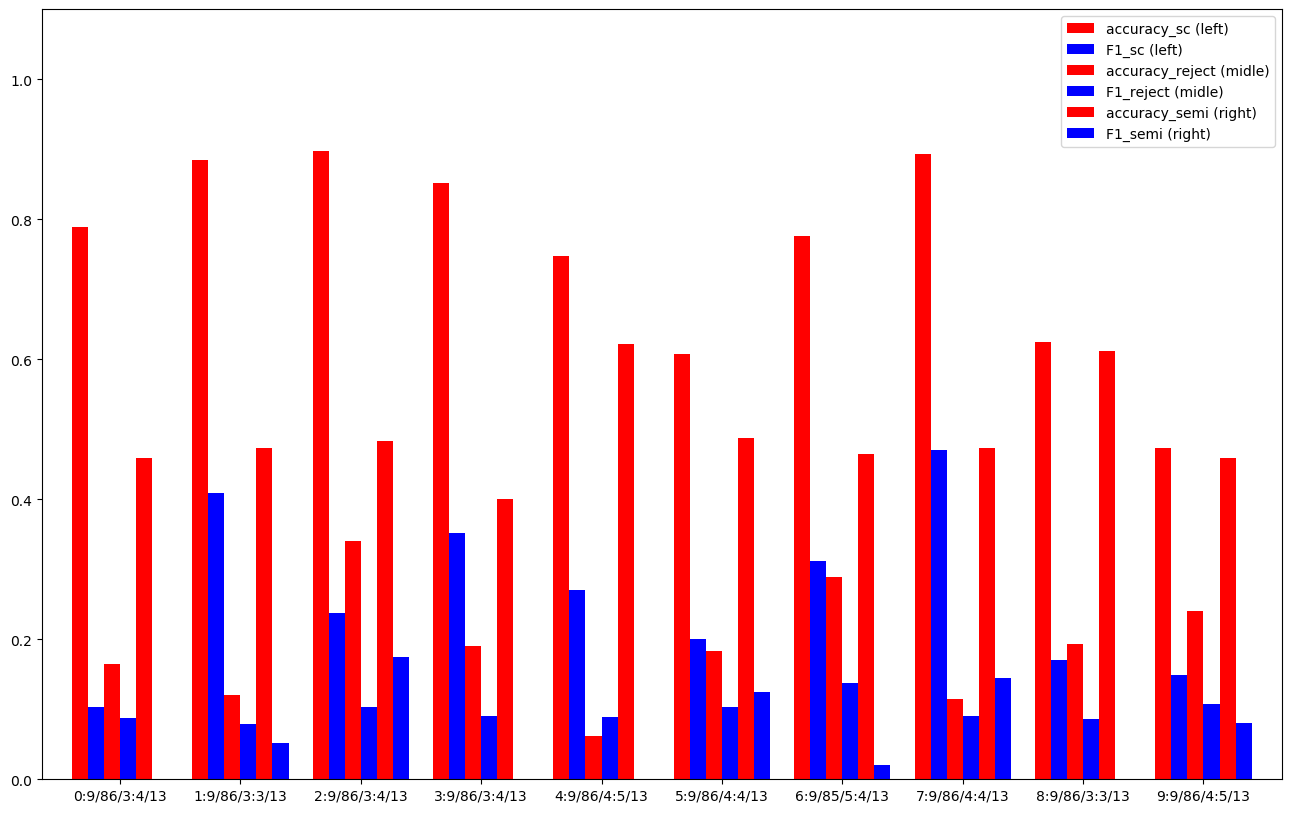 accuracy_sc (left)
F1_sc (left)
accuracy_reject (midle)
F1_reject (midle)
accuracy_semi (right)
F1_semi (right)
1.0
0.8
0.6
0.4
0.2
0.0
0:9/86/3:4/13 1:9/86/3:3/13 2:9/86/3:4/13 3:9/86/3:4/13 4:9/86/4:5/13 5:9/86/4:4/13 6:9/85/5:4/13 7:9/86/4:4/13 8:9/86/3:3/13 9:9/86/4:5/13